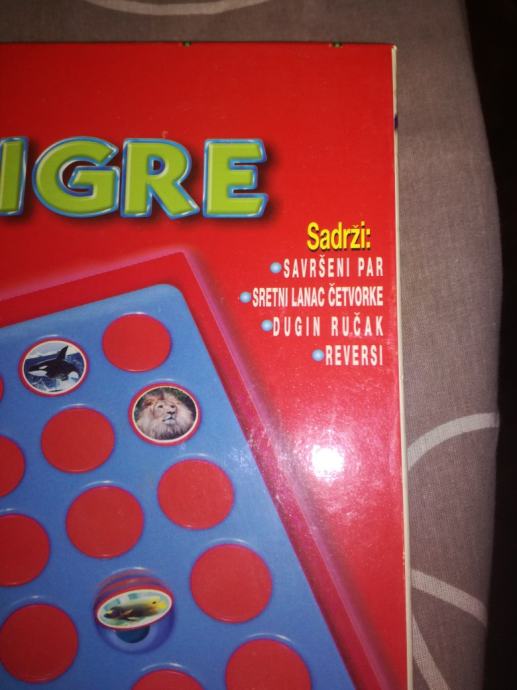 IGRE
Sadrži:
SAVRŠENI PAR
SRETNI LANAC ČETVORKE
DUGIN RUČAK
REVERSI